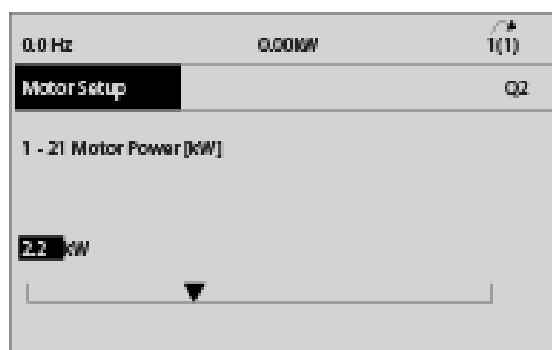 0.0 Hz 0.00kW 1(1)
Motor Setup Q2
1 - 21 Motor Power [kW]
2.2 kW